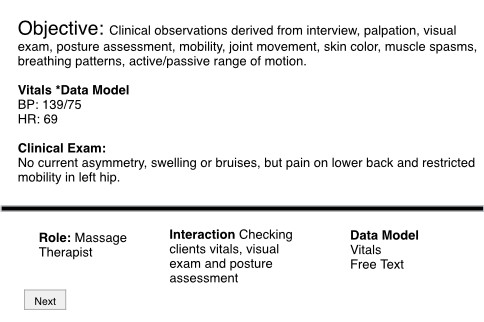 Objective: Clinical observations derived from interview, palpation, visual
exam, posture assessment, mobility, joint movement, skin color, muscle spasms,
breathing patterns, active/passive range of motion.
Vitals *Data Model
BP: 139/75
HR: 69
Clinical Exam:
No current asymmetry, swelling or bruises, but pain on lower back and restricted
mobility in left hip.
Role: Massage
Therapist
Interaction Checking
clients vitals, visual
exam and posture
assessment
Data Model
Vitals
Free Text
Next